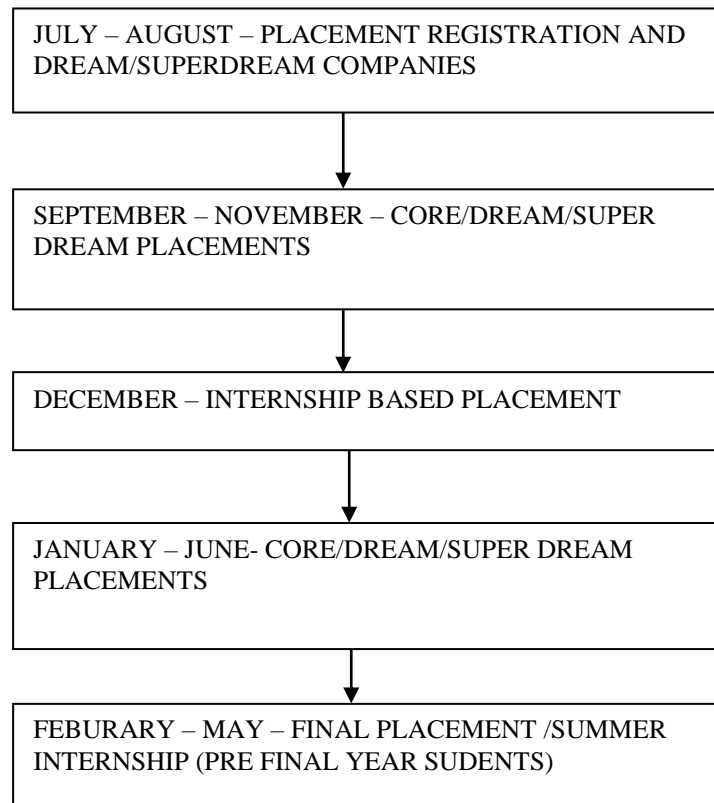 JULY – AUGUST – PLACEMENT REGISTRATION AND
DREAM/SUPERDREAM COMPANIES
SEPTEMBER – NOVEMBER – CORE/DREAM/SUPER
DREAM PLACEMENTS
DECEMBER – INTERNSHIP BASED PLACEMENT
JANUARY – JUNE- CORE/DREAM/SUPER DREAM
PLACEMENTS
FEBURARY – MAY – FINAL PLACEMENT /SUMMER
INTERNSHIP (PRE FINAL YEAR SUDENTS)